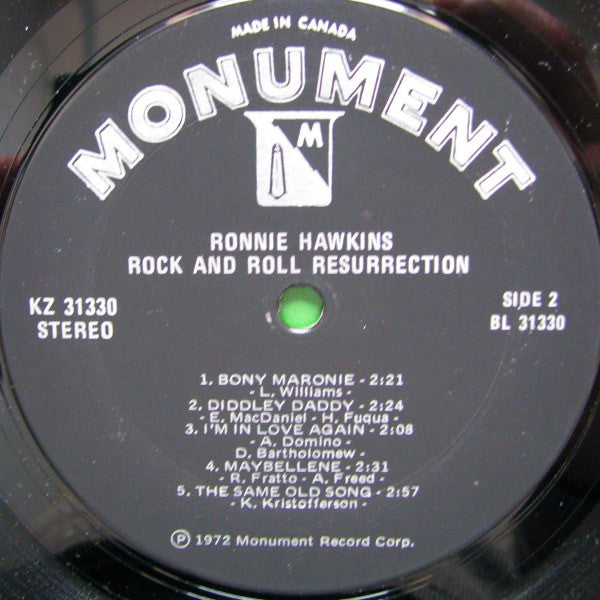 MADE IN CANADA
MONUMENT
M
RONNIE HAWKINS
ROCK AND ROLL RESURRECTION
KZ 31330
STEREO
SIDE 2
BL 31330
1. BONY MARONIE - 2:21
- L. Williams -
2. DIDDLEY DADDY - 2:24
- E. MacDaniel - H. Fuqua -
3. I'M IN LOVE AGAIN - 2:08
- A. Domino -
D. Bartholomew -
4. MAYBELLENE - 2:31
- R. Fratto - A. Freed -
5. THE SAME OLD SONG - 2:57
- K. Kristofferson -
Ⓟ 1972 Monument Record Corp.